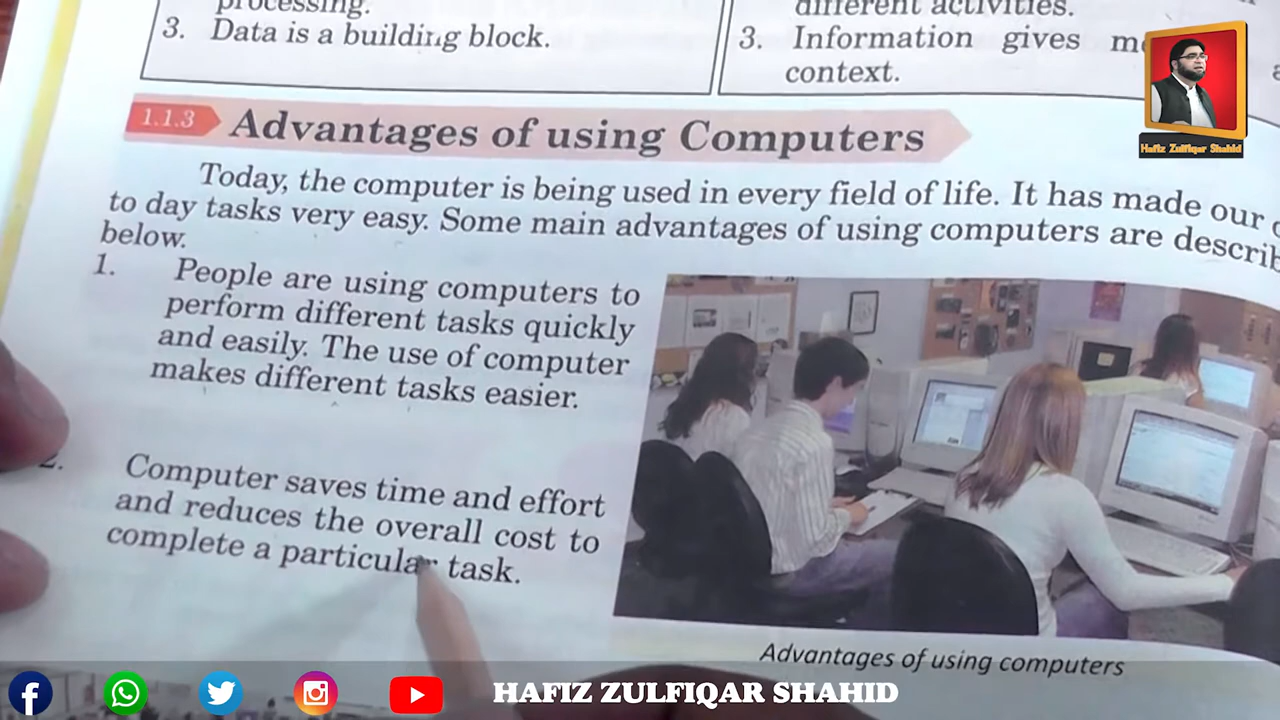 processing.
3. Data is a building block.
different activities.
3. Information gives
context.
Hafiz Zulfiqar Shahid
1.1.3 Advantages of using Computers
Today, the computer is being used in every field of life. It has made our
to day tasks very easy. Some main advantages of using computers are
below.
1. People are using computers to
perform different tasks quickly
and easily. The use of computer
makes different tasks easier.
2. Computer saves time and effort
and reduces the overall cost to
complete a particular task.
Advantages of using computers
HAFIZ ZULFIQAR SHAHID